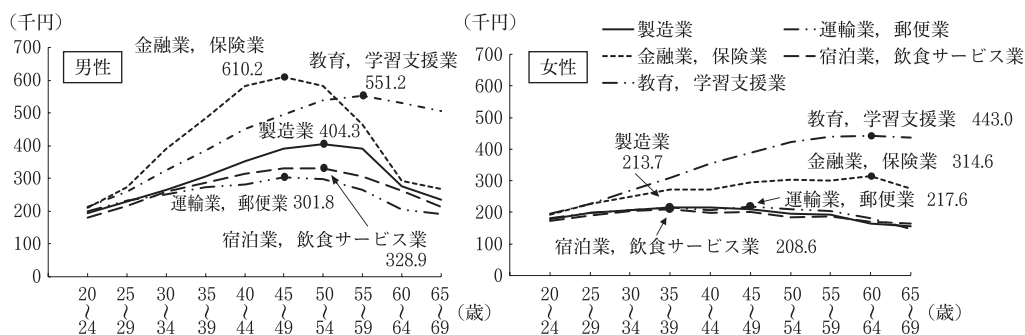 （千円）
男性
700
600
500
400
300
200
100
0
金融業，保険業
610.2
教育，学習支援業
551.2
製造業 404.3
運輸業，郵便業 301.8
宿泊業，飲食サービス業
328.9
20〜24
25〜29
30〜34
35〜39
40〜44
45〜49
50〜54
55〜59
60〜64
65〜69
（歳）
（千円）
女性
製造業
運輸業，郵便業
金融業，保険業
宿泊業，飲食サービス業
教育，学習支援業
700
600
500
400
300
200
100
0
教育，学習支援業 443.0
製造業
213.7
金融業，保険業 314.6
運輸業，郵便業 217.6
宿泊業，飲食サービス業 208.6
20〜24
25〜29
30〜34
35〜39
40〜44
45〜49
50〜54
55〜59
60〜64
65〜69
（歳）